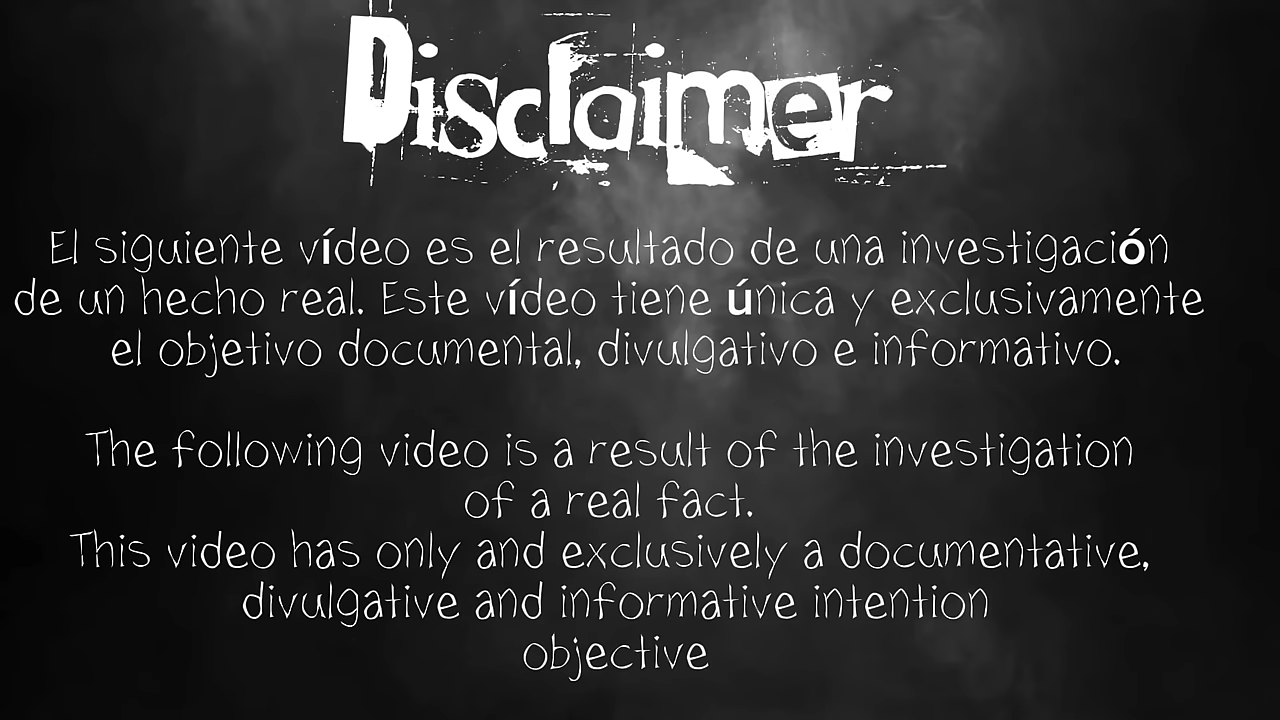 Disclaimer
El siguiente vídeo es el resultado de una investigación
de un hecho real. Este vídeo tiene única y exclusivamente
el objetivo documental, divulgativo e informativo.
The following video is a result of the investigation
of a real fact.
This video has only and exclusively a documentative,
divulgative and informative intention
objective